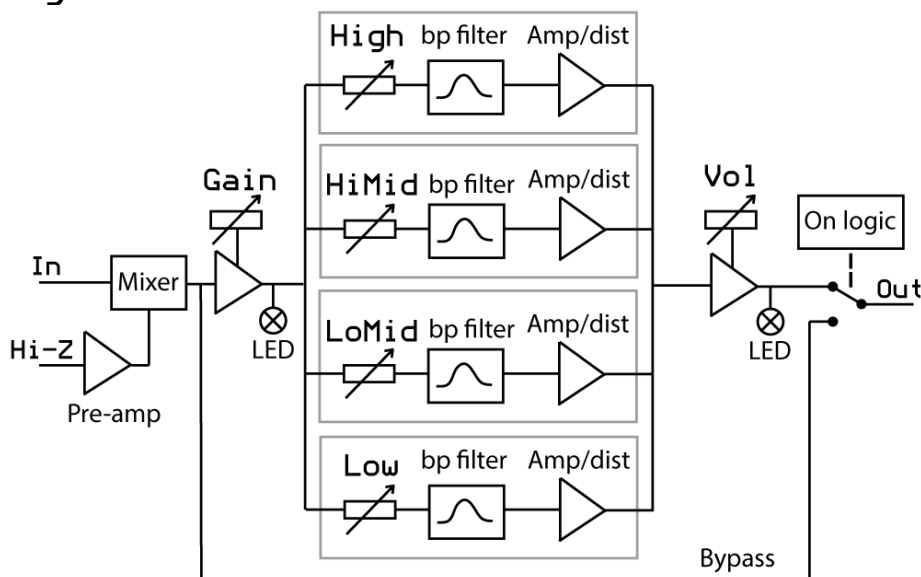 High bp filter Amp/dist
HiMid bp filter Amp/dist
Gain
Vol
On logic
In
Mixer
Out
LED
LED
LoMid bp filter Amp/dist
Hi-Z
Pre-amp
Low bp filter Amp/dist
Bypass